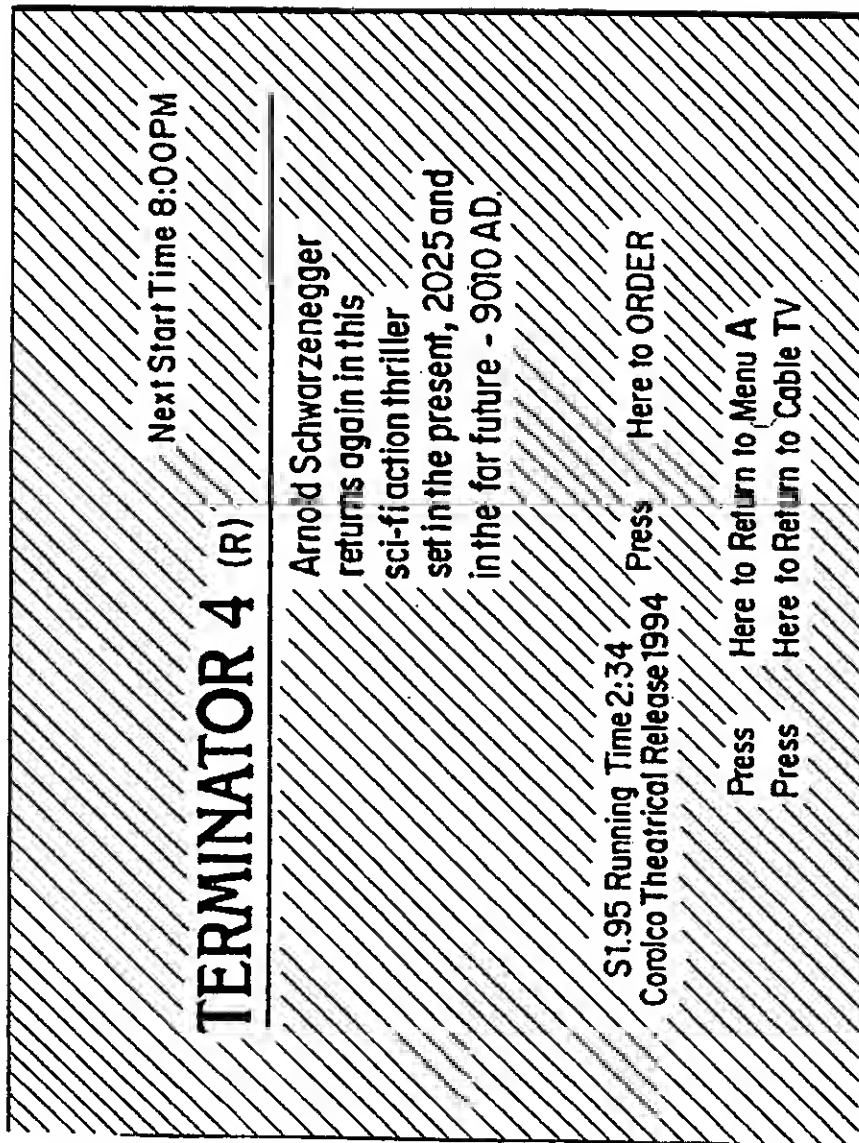 Next Start Time 8:00PM
TERMINATOR 4 (R)
Arnold Schwarzenegger
returns again in this
sci-fi action thriller
set in the present, 2025 and
in the far future - 9010 AD.
S1.95 Running Time 2:34
Corolco Theatrical Release 1994
Press Here to ORDER
Press Here to Return to Menu A
Press Here to Return to Cable TV